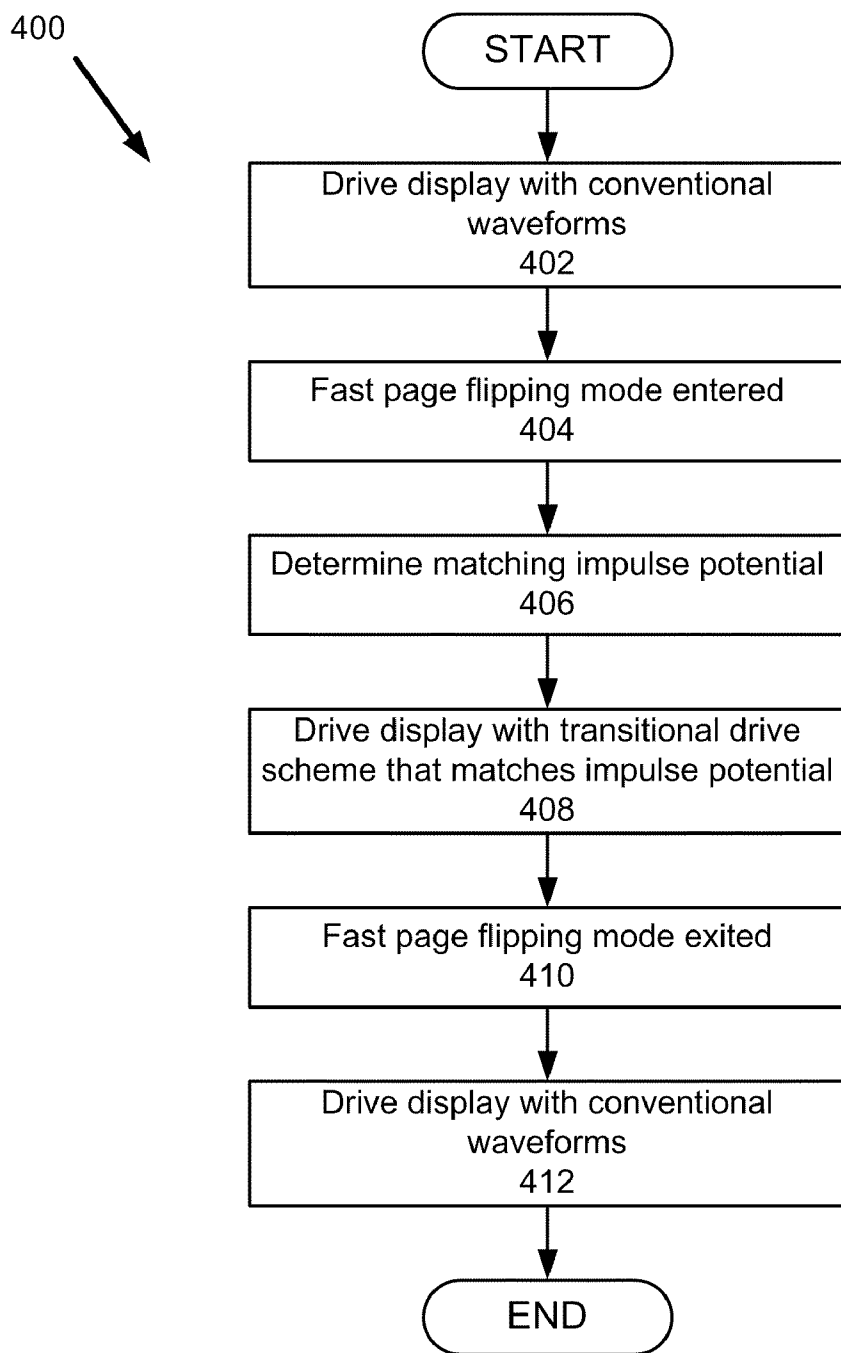 400
START
Drive display with conventional
waveforms
402
Fast page flipping mode entered
404
Determine matching impulse potential
406
Drive display with transitional drive
scheme that matches impulse potential
408
Fast page flipping mode exited
410
Drive display with conventional
waveforms
412
END